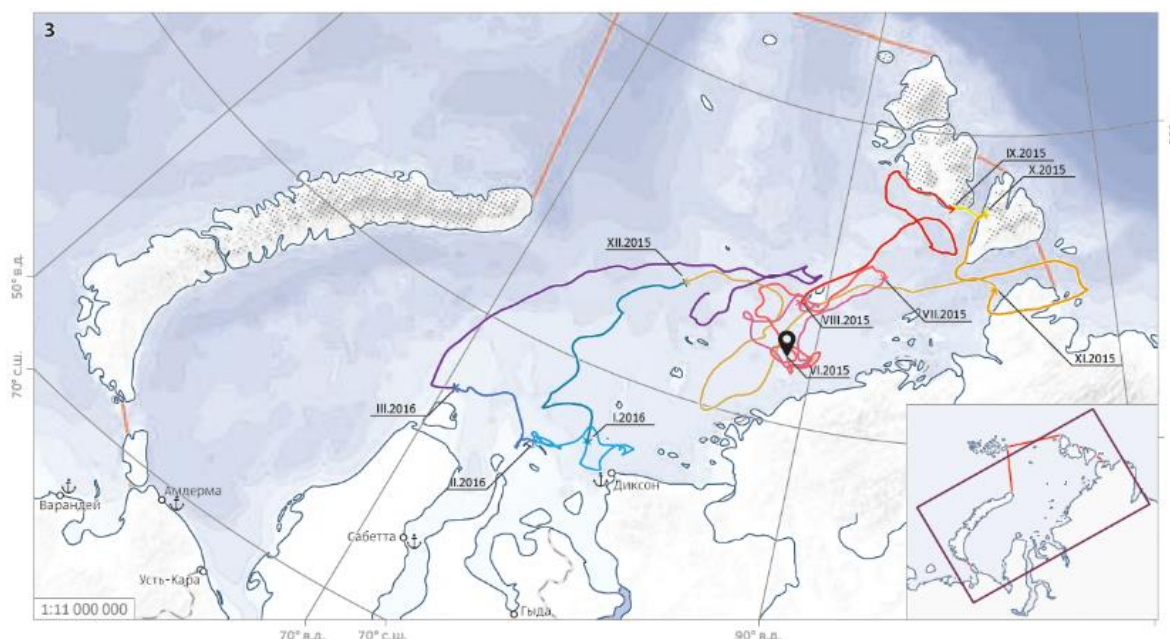 3
IX.2015
X.2015
XII.2015
50° в.д.
VIII.2015
VII.2015
VI.2015
XI.2015
70° с.ш.
III.2016
I.2016
II.2016
Диксон
Варандей
Амдерма
Сабетта
Усть-Кара
1:11 000 000
Гыда
70° в.д.
70° с.ш.
90° в.д.